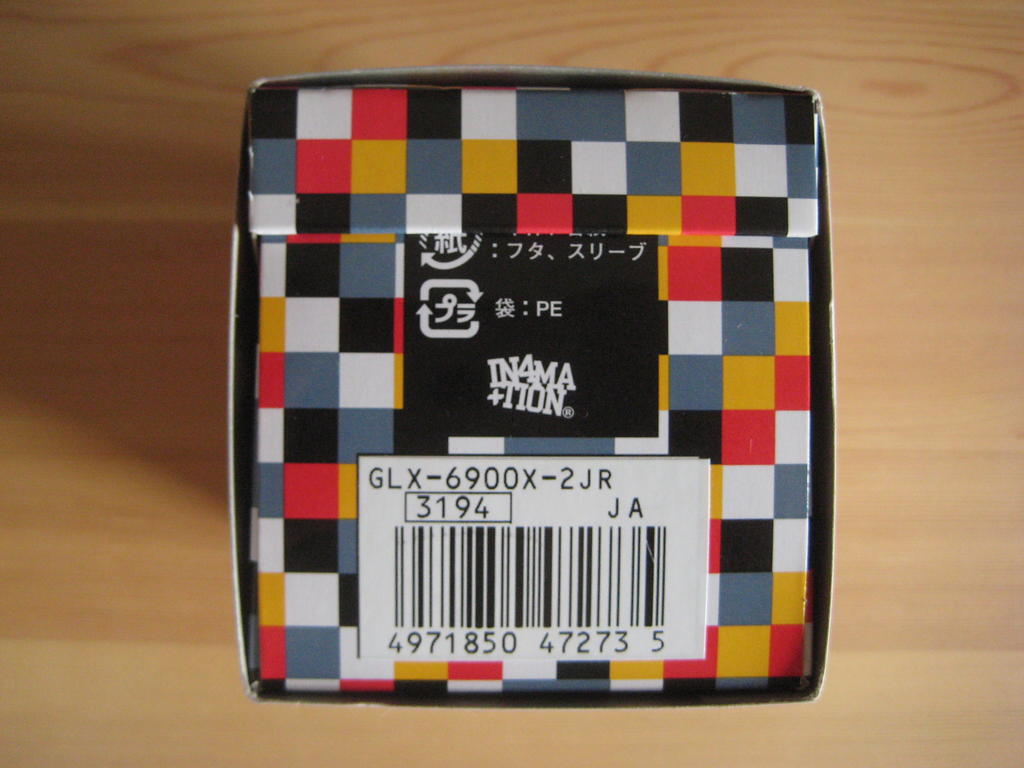 紙
:フタ、スリーブ
プラ
袋:PE
IN4MA
+TION®
GLX-6900X-2JR
3194 JA
4971850 47273 5